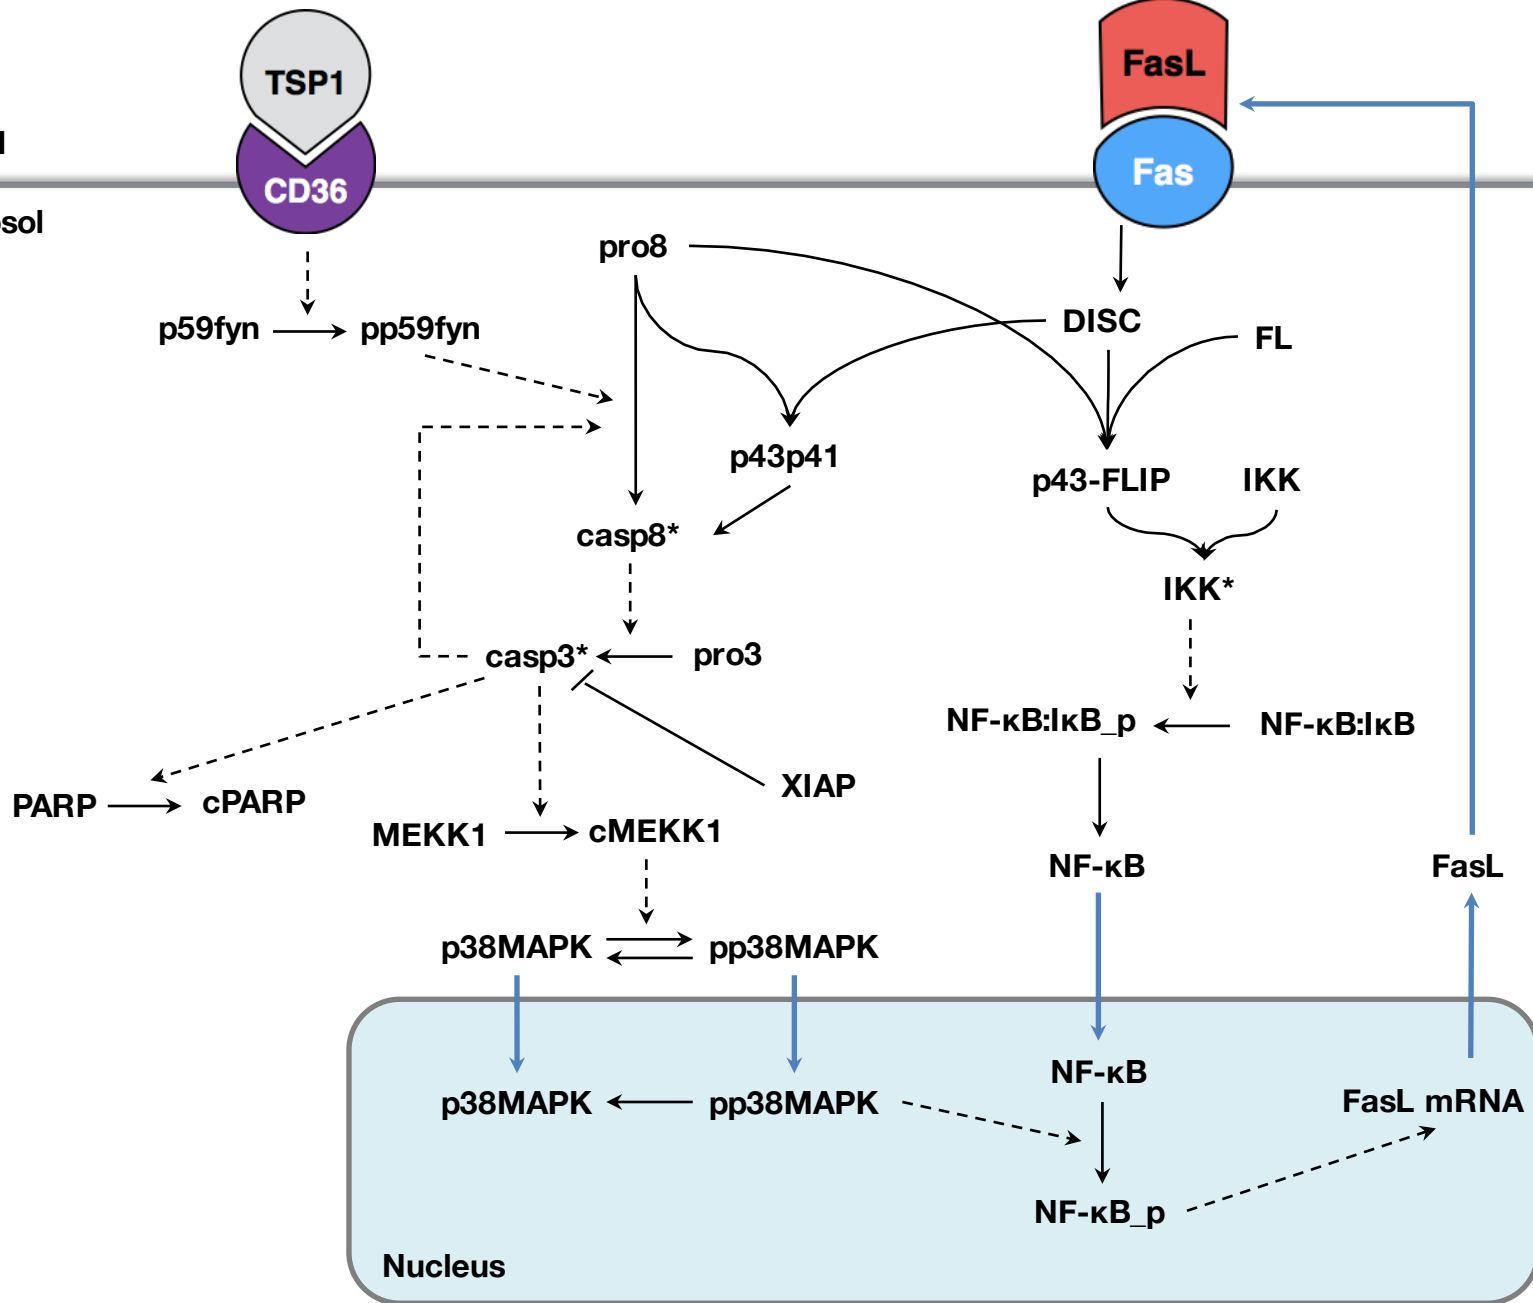 TSP1
FasL
l
CD36
Fas
osol
pro8
p59fyn
pp59fyn
DISC
FL
p43p41
p43-FLIP
IKK
casp8*
IKK*
casp3*
pro3
NF-κB:IκB_p
NF-κB:IκB
XIAP
PARP
cPARP
MEKK1
cMEKK1
NF-κB
FasL
p38MAPK
pp38MAPK
NF-κB
p38MAPK
pp38MAPK
FasL mRNA
NF-κB_p
Nucleus